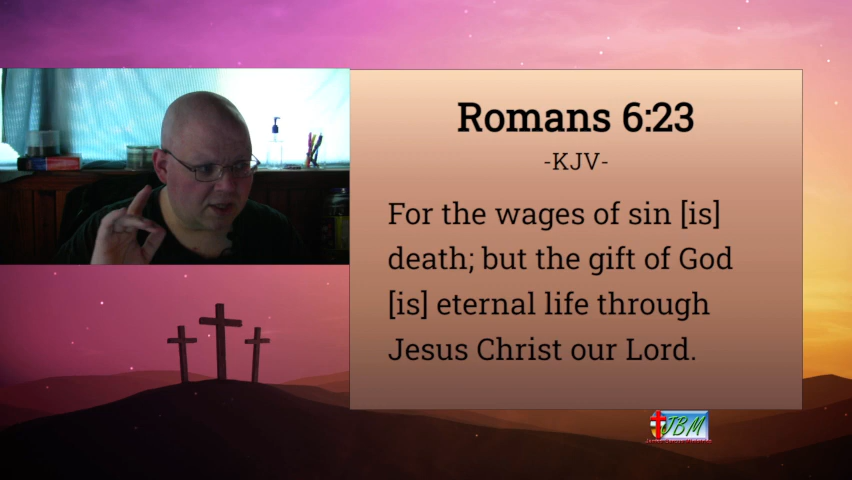 Romans 6:23
-KJV-
For the wages of sin [is]
death; but the gift of God
[is] eternal life through
Jesus Christ our Lord.
JBM